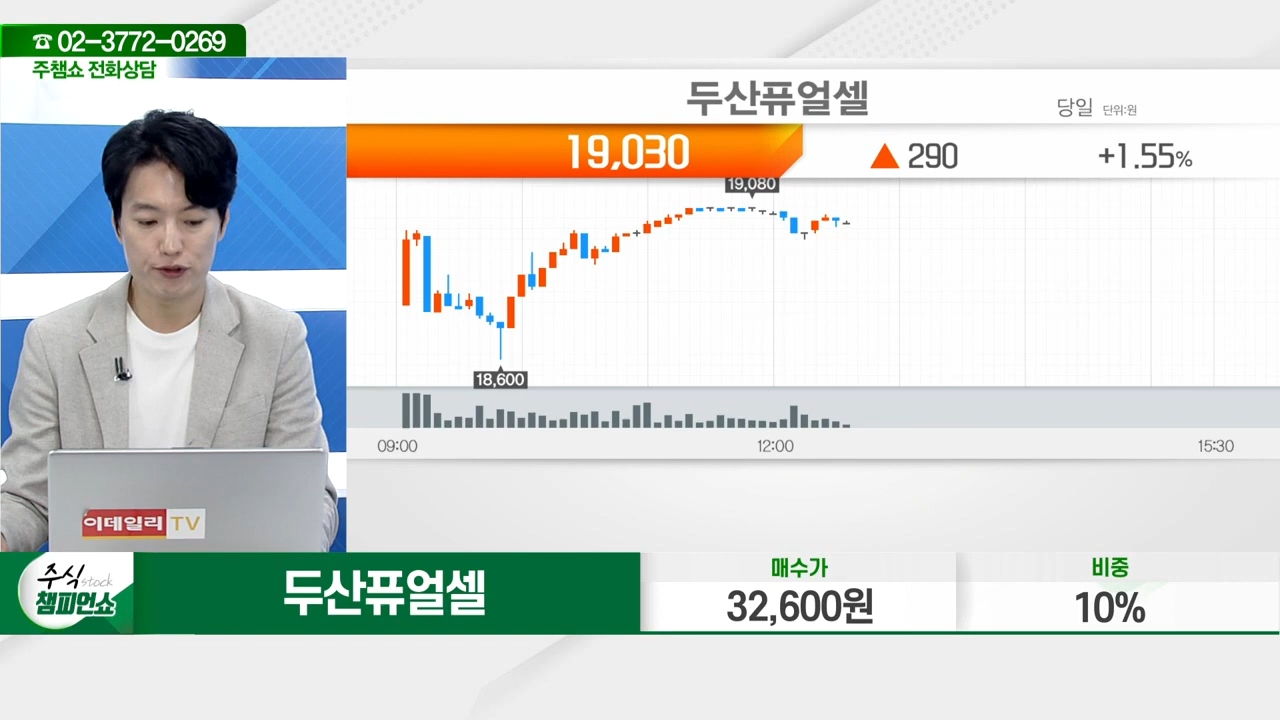 ☎ 02-3772-0269
주챔쇼 전화상담
두산퓨얼셀
당일 단위:원
19,030 ▲ 290 +1.55%
19,080
18,600
09:00 12:00 15:30
이데일리 TV
주식 stock
챔피언쇼
두산퓨얼셀
매수가
32,600원
비중
10%